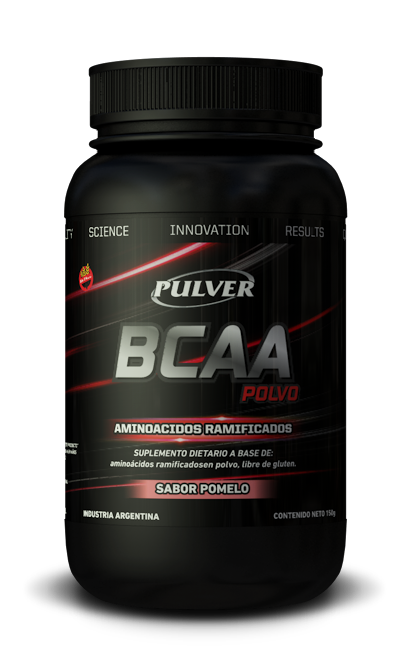 SCIENCE INNOVATION RESULTS
PULVER
BCAA
POLVO
AMINOACIDOS RAMIFICADOS
SUPLEMENTO DIETARIO A BASE DE:
aminoácidos ramificadosen polvo, libre de gluten.
SABOR POMELO
INDUSTRIA ARGENTINA CONTENIDO NETO 150g